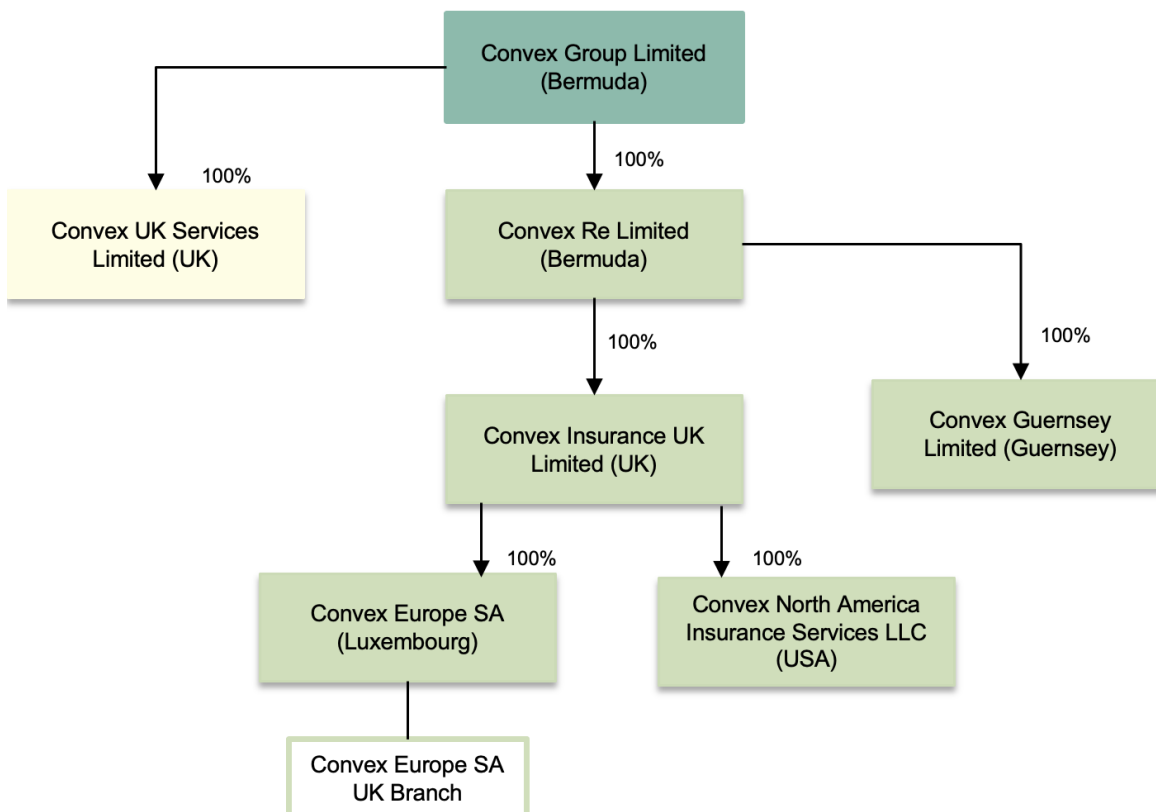 Convex Group Limited
(Bermuda)
100%
100%
Convex UK Services
Limited (UK)
Convex Re Limited
(Bermuda)
100%
100%
Convex Insurance UK
Limited (UK)
Convex Guernsey
Limited (Guernsey)
100%
100%
Convex Europe SA
(Luxembourg)
Convex North America
Insurance Services LLC
(USA)
Convex Europe SA
UK Branch